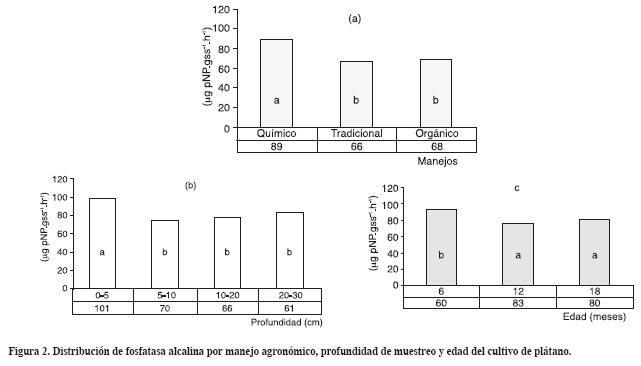 (a)
(µg pNP.gss⁻¹.h⁻¹)
120
100
80
60
40
20
0
a b b
Químico Tradicional Orgánico
89 66 68
Manejos
(b)
(µg pNP.gss⁻¹.h⁻¹)
120
100
80
60
40
20
0
a b b b
0-5 5-10 10-20 20-30
101 70 66 61
Profundidad (cm)
c
(µg pNP.gss⁻¹.h⁻¹)
120
100
80
60
40
20
0
b a a
6 12 18
60 83 80
Edad (meses)
Figura 2. Distribución de fosfatasa alcalina por manejo agronómico, profundidad de muestreo y edad del cultivo de plátano.